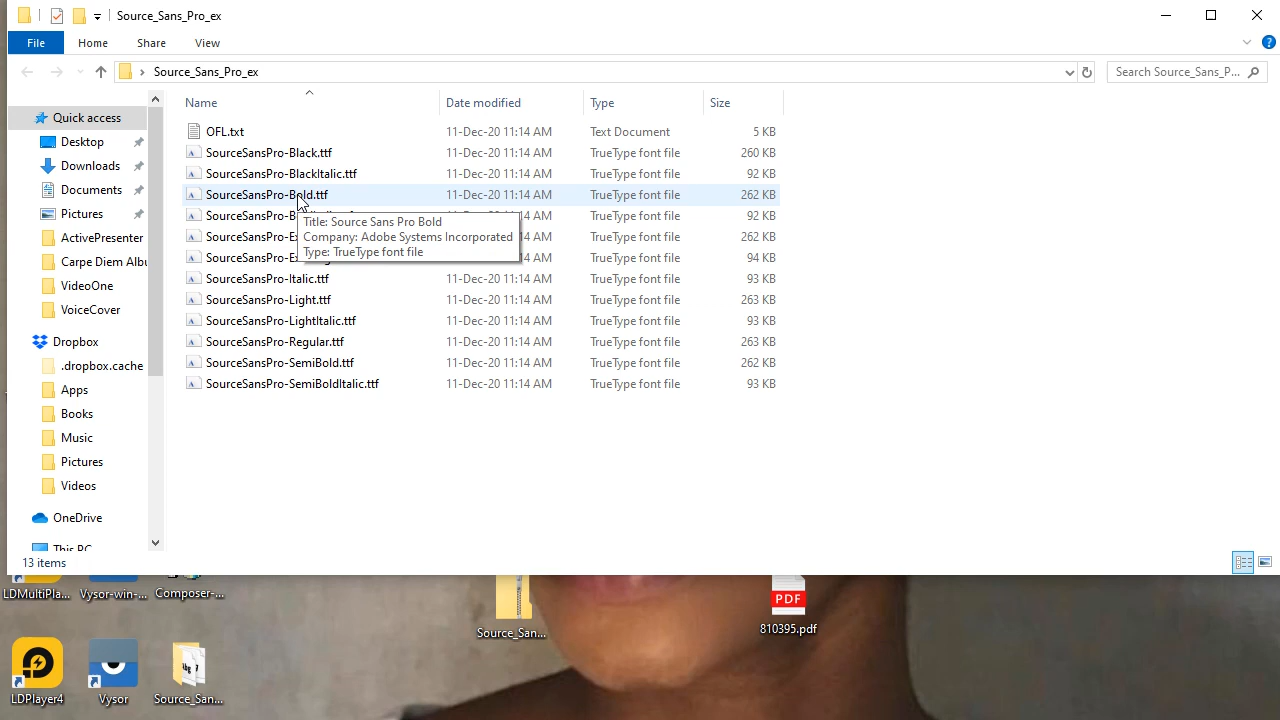 Source_Sans_Pro_ex
File Home Share View
Source_Sans_Pro_ex
Search Source_Sans_P...
Name Date modified Type Size
Quick access
Desktop
Downloads
Documents
Pictures
ActivePresenter
Carpe Diem Albu
VideoOne
VoiceCover
Dropbox
.dropbox.cache
Apps
Books
Music
Pictures
Videos
OneDrive
This PC
OFL.txt 11-Dec-20 11:14 AM Text Document 5 KB
SourceSansPro-Black.ttf 11-Dec-20 11:14 AM TrueType font file 260 KB
SourceSansPro-BlackItalic.ttf 11-Dec-20 11:14 AM TrueType font file 92 KB
SourceSansPro-Bold.ttf 11-Dec-20 11:14 AM TrueType font file 262 KB
SourceSansPro-B 14 AM TrueType font file 92 KB
SourceSansPro-Ex 14 AM TrueType font file 262 KB
SourceSansPro-Ex 14 AM TrueType font file 94 KB
Title: Source Sans Pro Bold
Company: Adobe Systems Incorporated
Type: TrueType font file
SourceSansPro-Italic.ttf 11-Dec-20 11:14 AM TrueType font file 93 KB
SourceSansPro-Light.ttf 11-Dec-20 11:14 AM TrueType font file 263 KB
SourceSansPro-LightItalic.ttf 11-Dec-20 11:14 AM TrueType font file 93 KB
SourceSansPro-Regular.ttf 11-Dec-20 11:14 AM TrueType font file 263 KB
SourceSansPro-SemiBold.ttf 11-Dec-20 11:14 AM TrueType font file 262 KB
SourceSansPro-SemiBoldItalic.ttf 11-Dec-20 11:14 AM TrueType font file 93 KB
13 items
LDMultiPla... Vysor-win-... Composer-...
Source_San...
PDF
810395.pdf
LDPlayer4 Vysor Source_San...